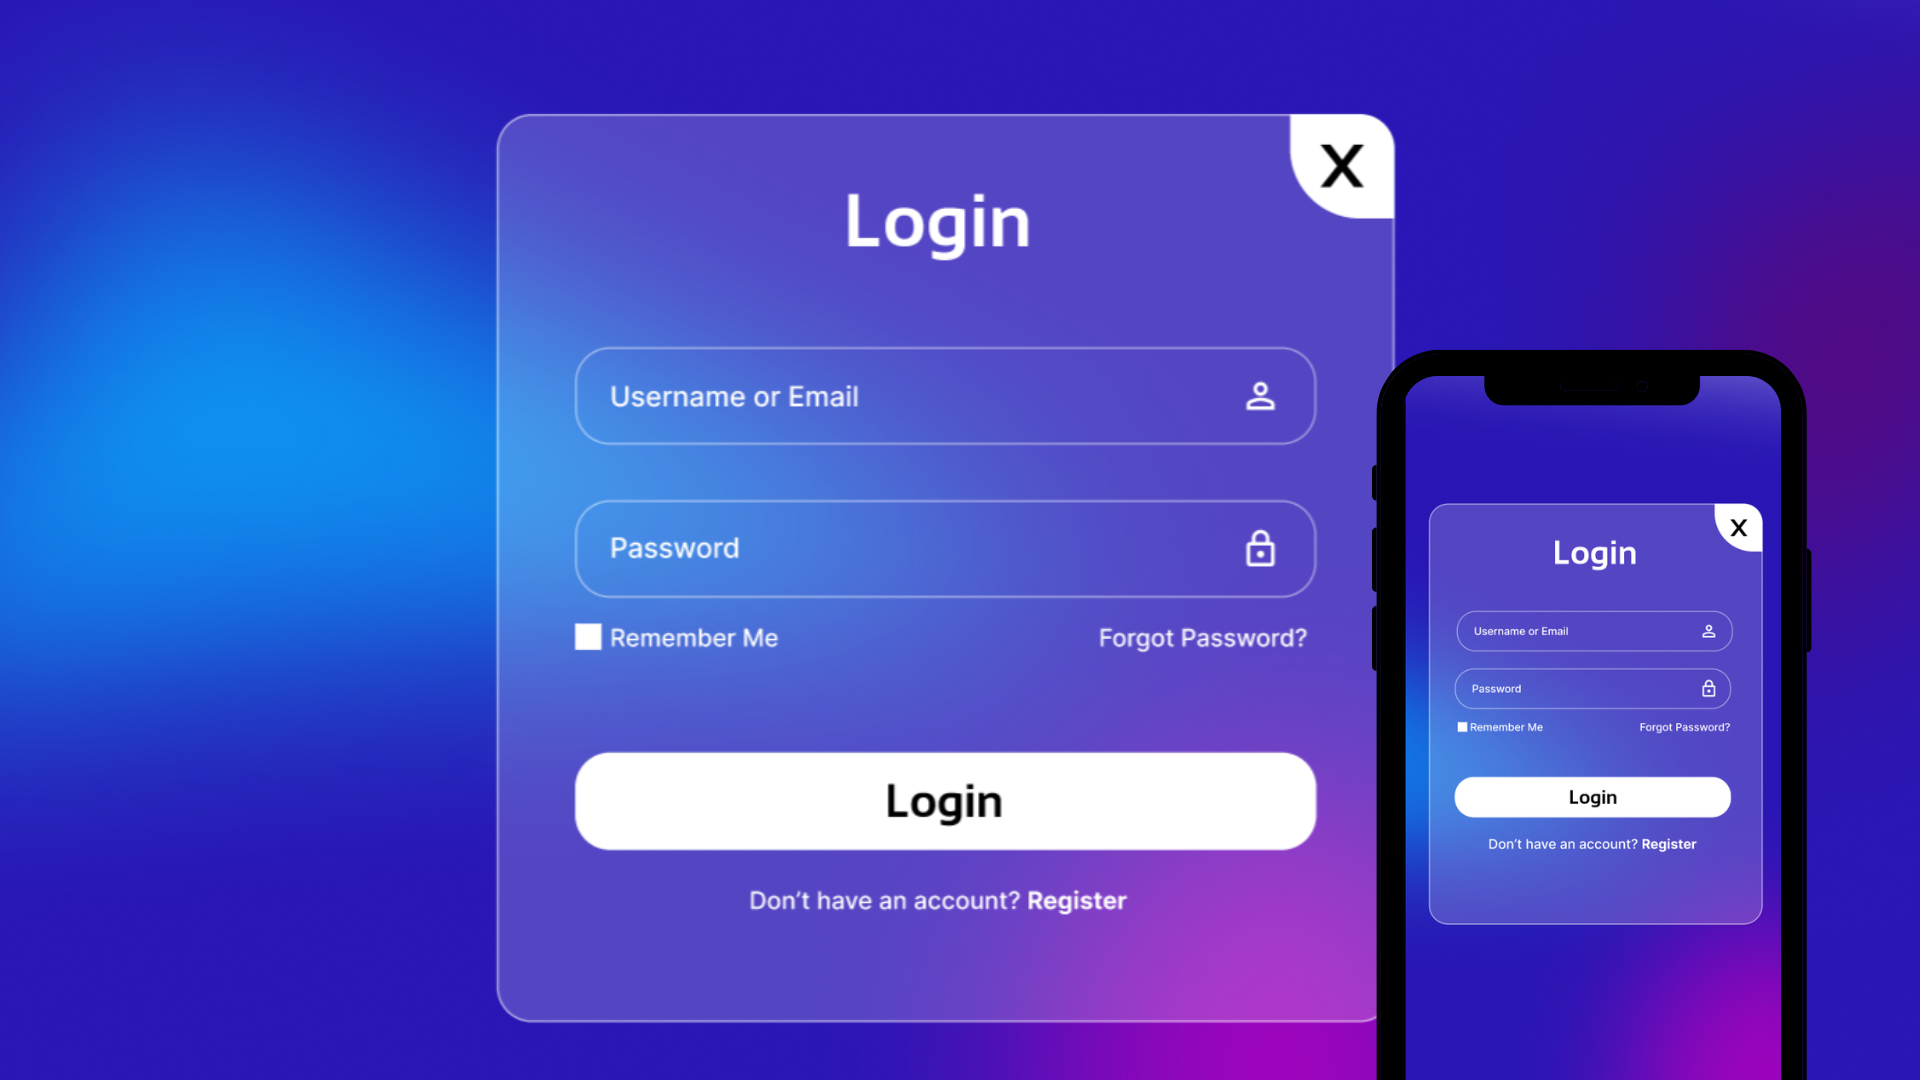 X
Login
Username or Email
Password
Remember Me Forgot Password?
Login
Don’t have an account? Register
X
Login
Username or Email
Password
Remember Me Forgot Password?
Login
Don’t have an account? Register